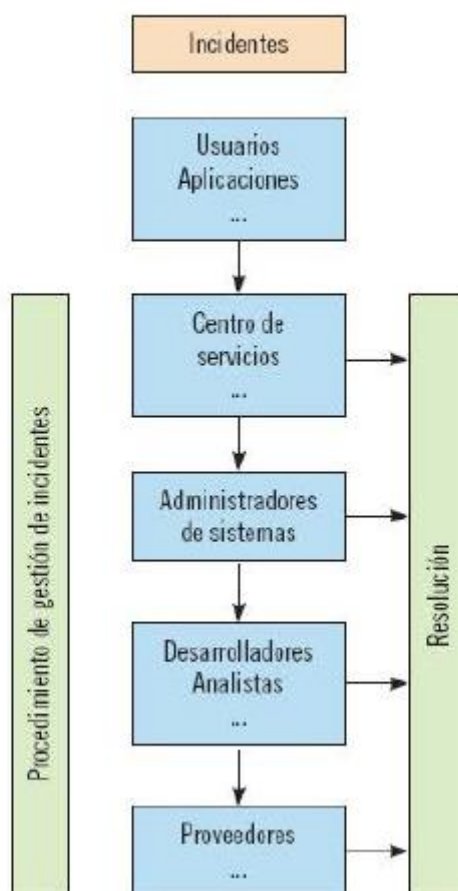 Incidentes
Usuarios
Aplicaciones
...
Centro de
servicios
...
Administradores
de sistemas
Desarrolladores
Analistas
...
Proveedores
...
Procedimiento de gestión de incidentes
Resolución